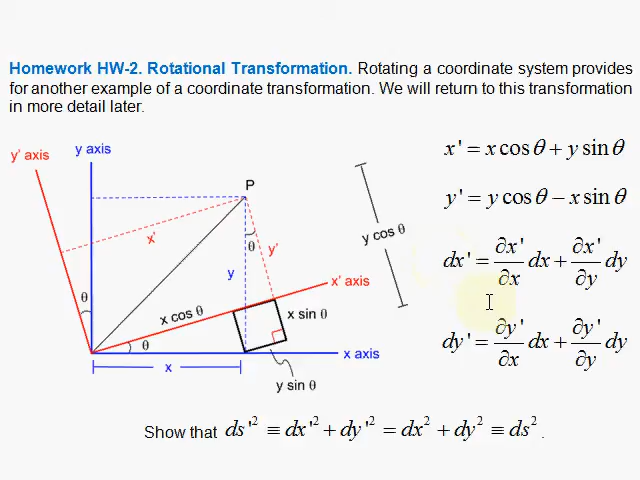 Homework HW-2. Rotational Transformation. Rotating a coordinate system provides
for another example of a coordinate transformation. We will return to this transformation
in more detail later.
y' axis
y axis
P
x'
θ
y'
y
y cos θ
x' axis
θ
x cos θ
x sin θ
θ
x axis
x
y sin θ
x' = x cos θ + y sin θ
y' = y cos θ − x sin θ
dx' = ∂x'/∂x dx + ∂x'/∂y dy
dy' = ∂y'/∂x dx + ∂y'/∂y dy
Show that ds'² ≡ dx'² + dy'² = dx² + dy² ≡ ds².